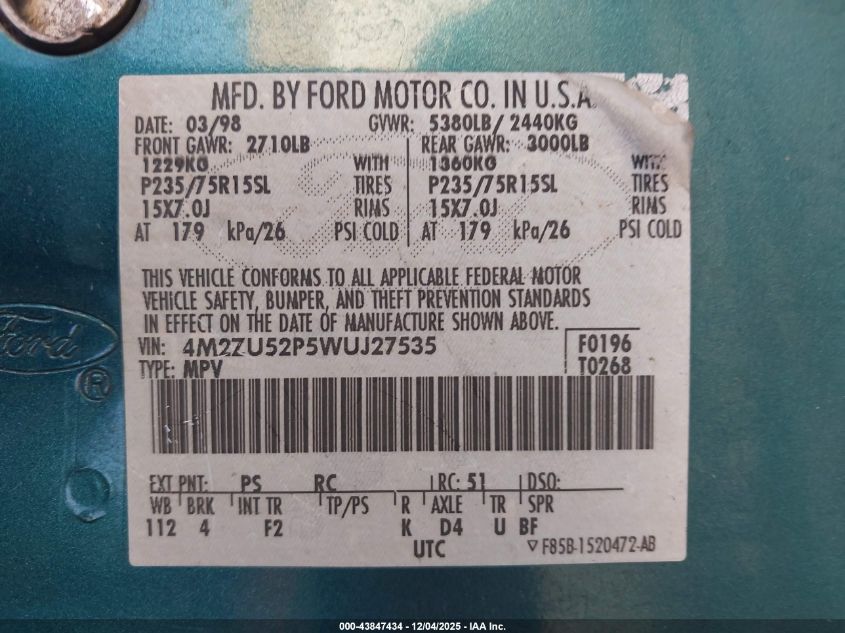 MFD. BY FORD MOTOR CO. IN U.S.A.
DATE: 03/98 GVWR: 5380LB/ 2440KG
FRONT GAWR: 2710LB REAR GAWR: 3000LB
1229KG WITH 1360KG WITH
P235/75R15SL TIRES P235/75R15SL TIRES
15X7.0J RIMS 15X7.0J RIMS
AT 179 kPa/26 PSI COLD AT 179 kPa/26 PSI COLD
THIS VEHICLE CONFORMS TO ALL APPLICABLE FEDERAL MOTOR
VEHICLE SAFETY, BUMPER, AND THEFT PREVENTION STANDARDS
IN EFFECT ON THE DATE OF MANUFACTURE SHOWN ABOVE.
VIN: 4M2ZU52P5WUJ27535 F0196
TYPE: MPV T0268
Ford ®
EXT PNT: PS RC RC: 51 DSO:
WB BRK INT TR TP/PS R AXLE TR SPR
112 4 F2 K D4 U BF
UTC ▽F85B-1520472-AB
000-43847434 - 12/04/2025 - IAA Inc.